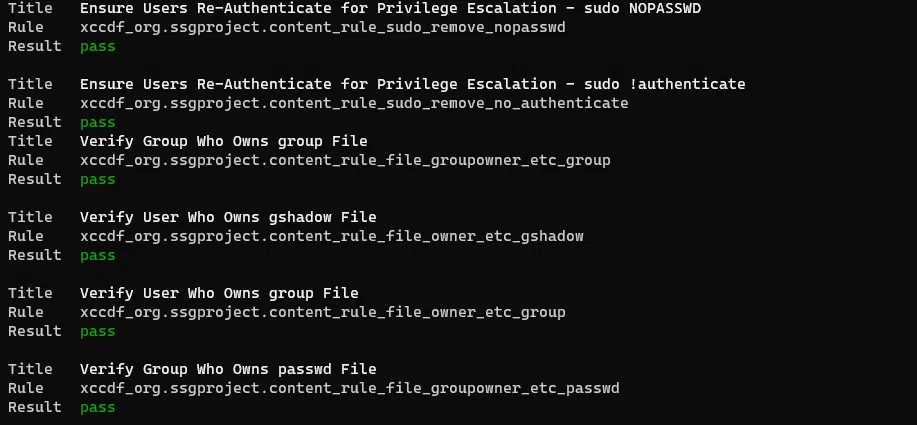 Title Ensure Users Re-Authenticate for Privilege Escalation - sudo NOPASSWD
Rule xccdf_org.ssgproject.content_rule_sudo_remove_nopasswd
Result pass
Title Ensure Users Re-Authenticate for Privilege Escalation - sudo !authenticate
Rule xccdf_org.ssgproject.content_rule_sudo_remove_no_authenticate
Result pass
Title Verify Group Who Owns group File
Rule xccdf_org.ssgproject.content_rule_file_groupowner_etc_group
Result pass
Title Verify User Who Owns gshadow File
Rule xccdf_org.ssgproject.content_rule_file_owner_etc_gshadow
Result pass
Title Verify User Who Owns group File
Rule xccdf_org.ssgproject.content_rule_file_owner_etc_group
Result pass
Title Verify Group Who Owns passwd File
Rule xccdf_org.ssgproject.content_rule_file_groupowner_etc_passwd
Result pass